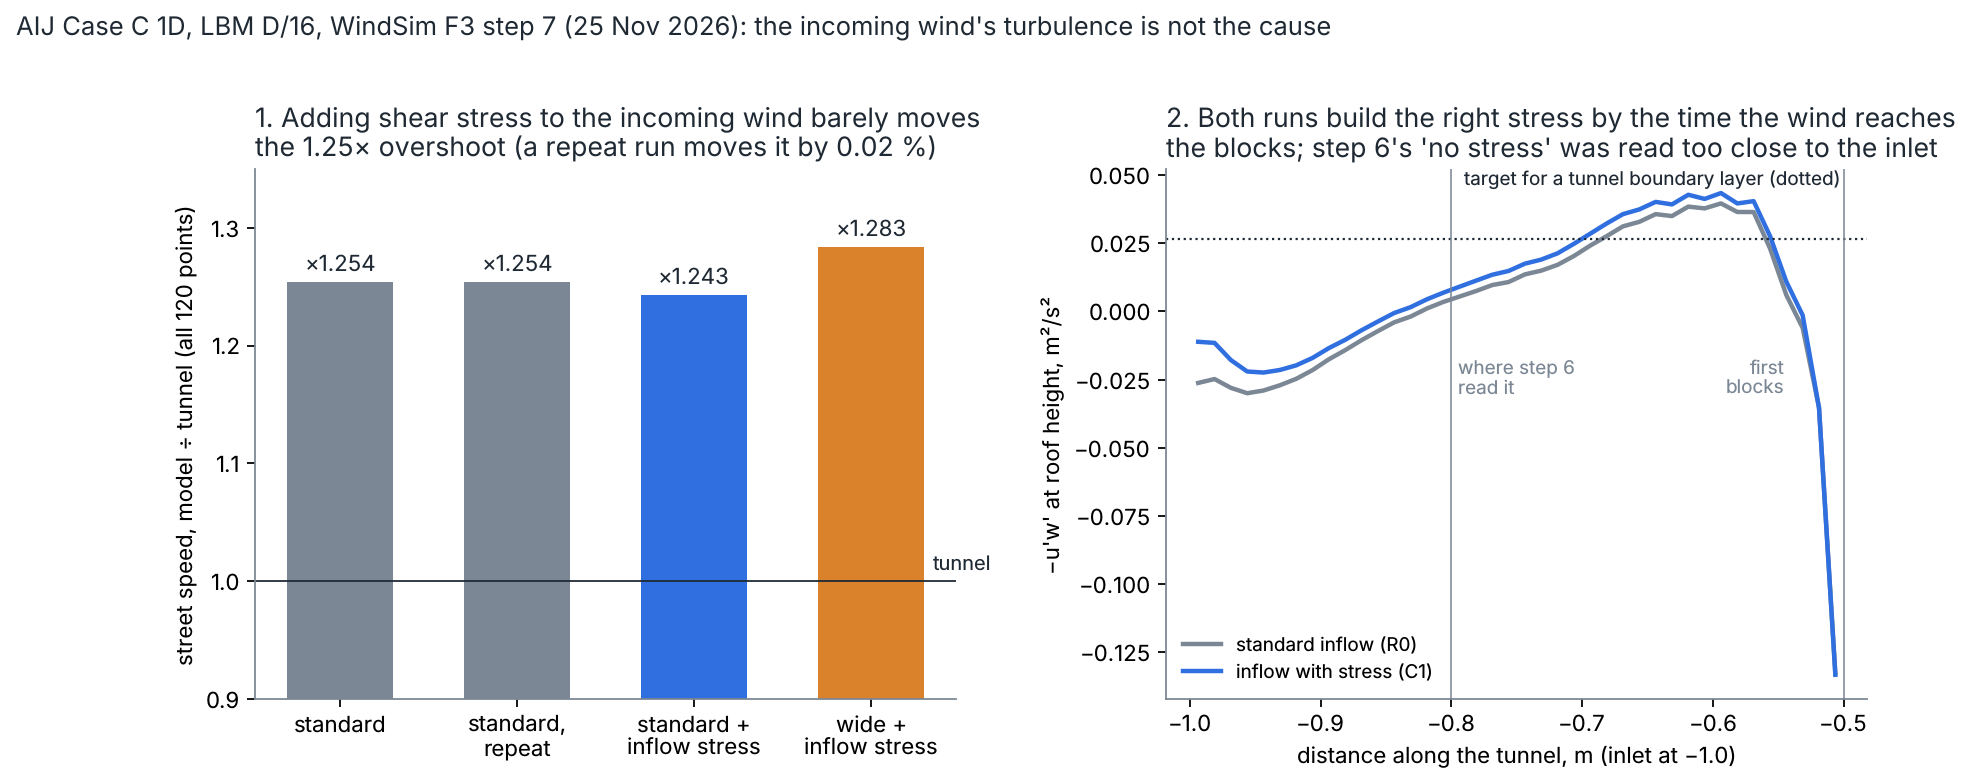 AIJ Case C 1D, LBM D/16, WindSim F3 step 7 (25 Nov 2026): the incoming wind's turbulence is not the cause
1. Adding shear stress to the incoming wind barely moves
the 1.25× overshoot (a repeat run moves it by 0.02 %)
street speed, model ÷ tunnel (all 120 points)
1.3
1.2
1.1
1.0
0.9
×1.254
×1.254
×1.243
×1.283
tunnel
standard
standard,
repeat
standard +
inflow stress
wide +
inflow stress
2. Both runs build the right stress by the time the wind reaches
the blocks; step 6's 'no stress' was read too close to the inlet
−u'w' at roof height, m²/s²
0.050
0.025
0.000
−0.025
−0.050
−0.075
−0.100
−0.125
target for a tunnel boundary layer (dotted)
where step 6
read it
first
blocks
standard inflow (R0)
inflow with stress (C1)
−1.0
−0.9
−0.8
−0.7
−0.6
−0.5
distance along the tunnel, m (inlet at −1.0)